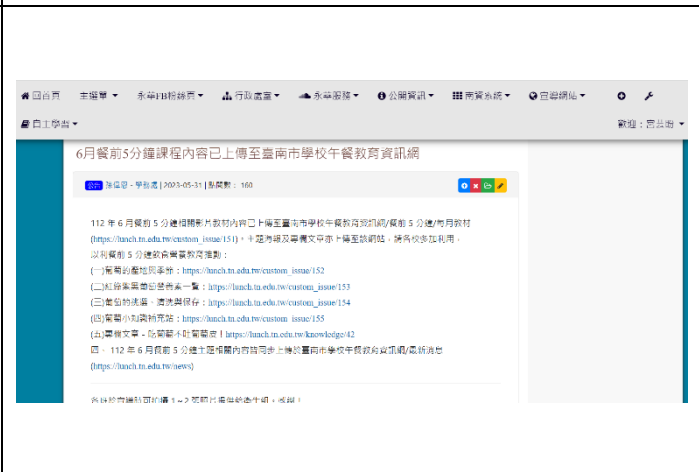 回首頁 主選單 永華FB粉絲頁 行政處室 永華服務 公開資訊 南資系統 宣導網站
自主學習 歡迎：
6月餐前5分鐘課程內容已上傳至臺南市學校午餐教育資訊網
公告 - 學務處 | 2023-05-31 | 點閱數： 160
112 年 6 月餐前 5 分鐘相關影片教材內容已上傳至臺南市學校午餐教育資訊網/餐前 5 分鐘/每月教材
(https://lunch.tn.edu.tw/custom_issue/151)，主題海報及專欄文章亦上傳至該網站，請各校多加利用，
以利餐前 5 分鐘飲食營養教育推動：
(一)葡萄的產地與季節：https://lunch.tn.edu.tw/custom_issue/152
(二)紅綠紫黑葡萄營養素一覽：https://lunch.tn.edu.tw/custom_issue/153
(三)葡萄的挑選、清洗與保存：https://lunch.tn.edu.tw/custom_issue/154
(四)葡萄小知識補充站：https://lunch.tn.edu.tw/custom_issue/155
(五)專欄文章－吃葡萄不吐葡萄皮！https://lunch.tn.edu.tw/knowledge/42
四、 112 年 6 月餐前 5 分鐘主題相關內容皆同步上傳於臺南市學校午餐教育資訊網/最新消息
(https://lunch.tn.edu.tw/news)